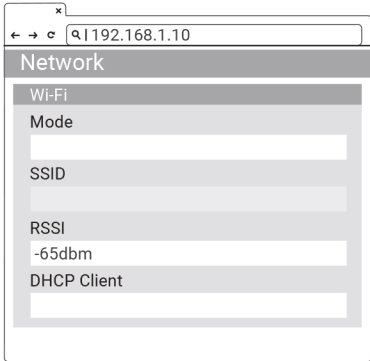 192.168.1.10
Network
Wi-Fi
Mode
SSID
RSSI
-65dbm
DHCP Client